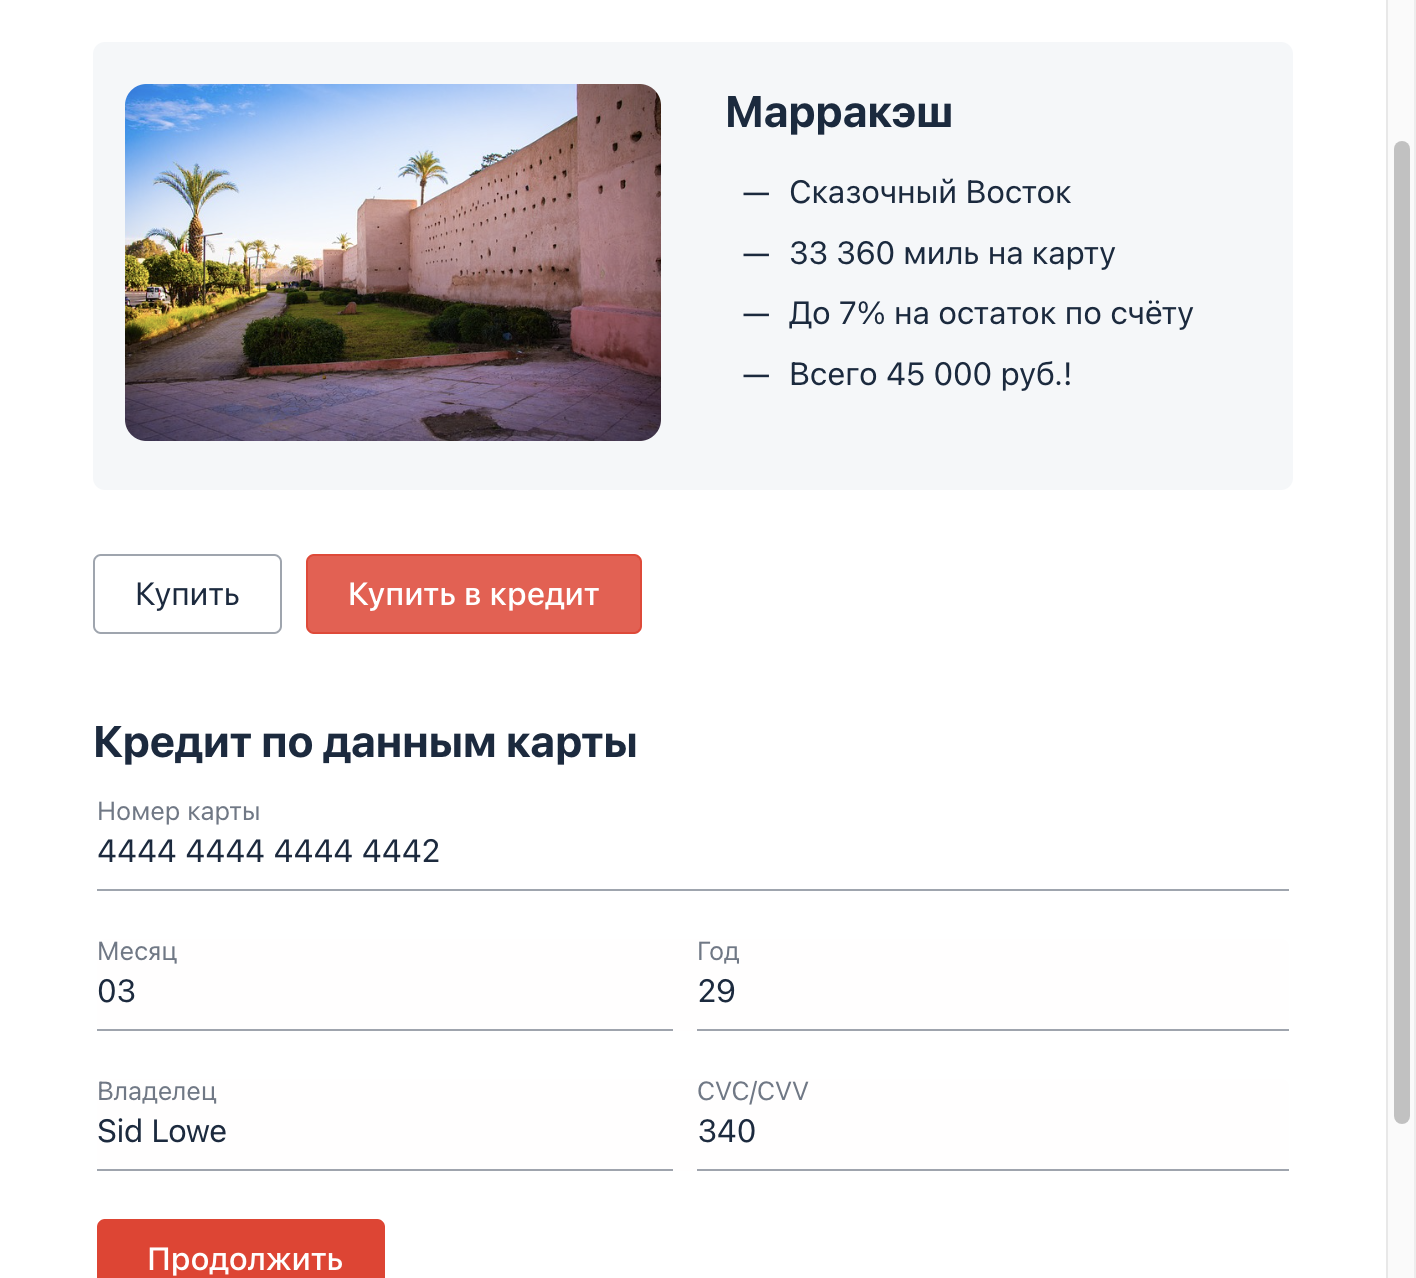 Марракэш
— Сказочный Восток
— 33 360 миль на карту
— До 7% на остаток по счёту
— Всего 45 000 руб.!
Купить
Купить в кредит
Кредит по данным карты
Номер карты
4444 4444 4444 4442
Месяц
Год
03
29
Владелец
CVC/CVV
Sid Lowe
340
Продолжить